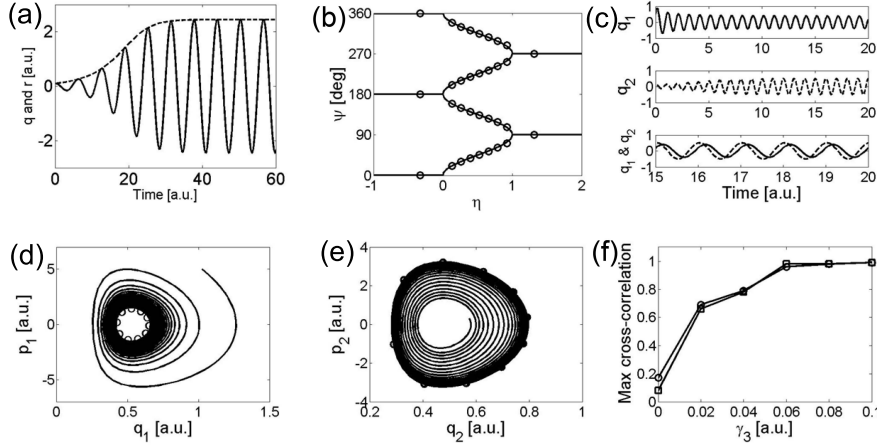 (a)
q and r [a.u.]
2
0
-2
0 20 40 60
Time [a.u.]
(b)
ψ [deg]
360
270
180
90
0
-1 0 1 2
η
(c)
q1
1
0
-1
0 5 10 15 20
q2
1
0
-1
0 5 10 15 20
q1 & q2
1
0
-1
15 16 17 18 19 20
Time [a.u.]
(d)
p1 [a.u.]
5
0
-5
0 0.5 1 1.5
q1 [a.u.]
(e)
p2 [a.u.]
4
2
0
-2
-4
0.2 0.4 0.6 0.8 1
q2 [a.u.]
(f)
Max cross-correlation
1
0.8
0.6
0.4
0.2
0
0 0.02 0.04 0.06 0.08 0.1
γ3 [a.u.]